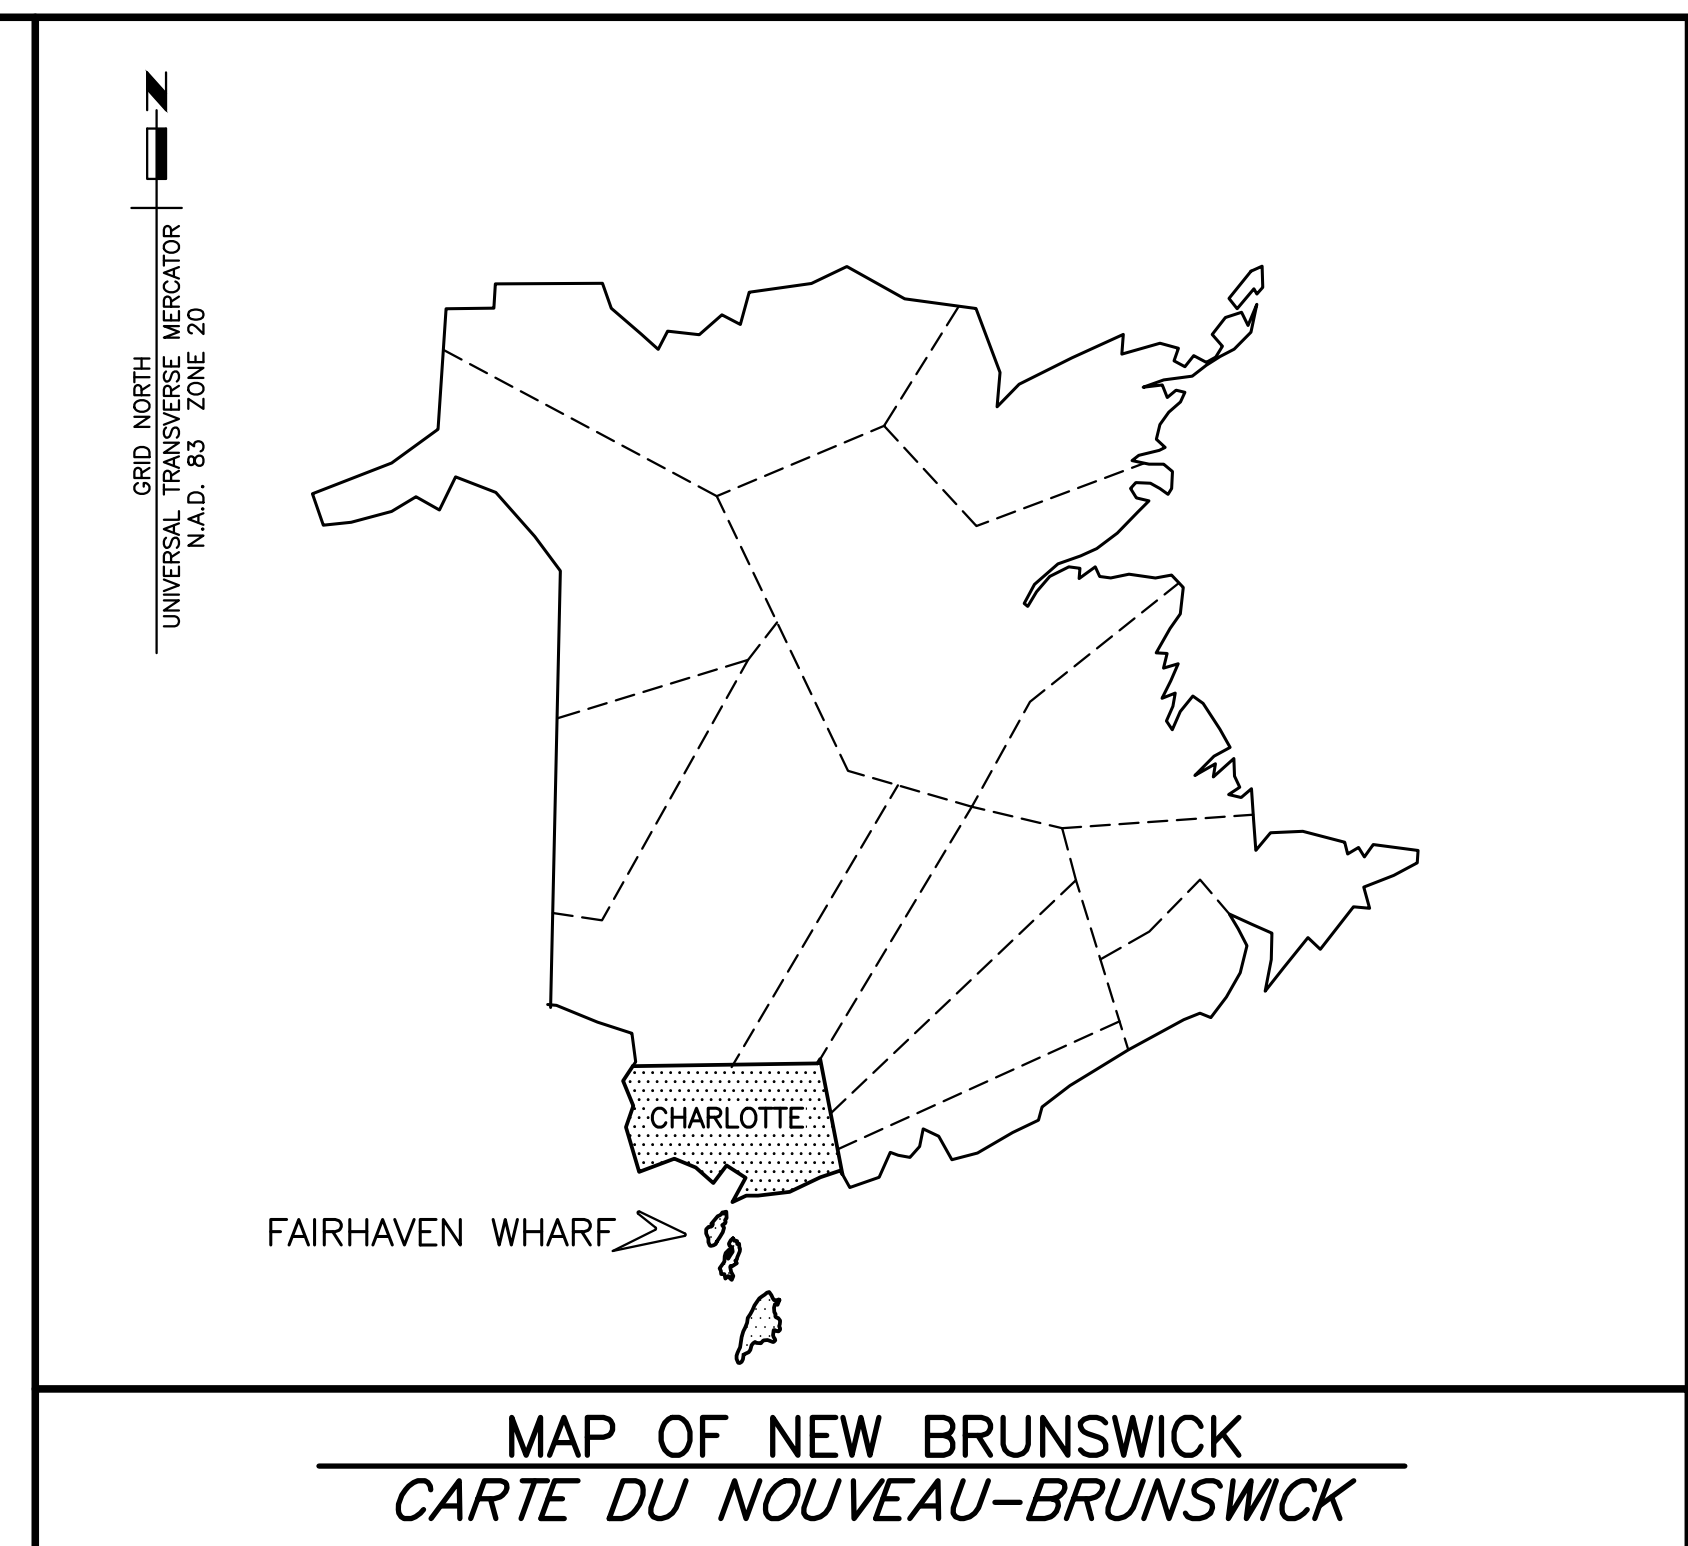 N
GRID NORTH
UNIVERSAL TRANSVERSE MERCATOR
N.A.D. 83 ZONE 20
CHARLOTTE
FAIRHAVEN WHARF
MAP OF NEW BRUNSWICK
CARTE DU NOUVEAU-BRUNSWICK